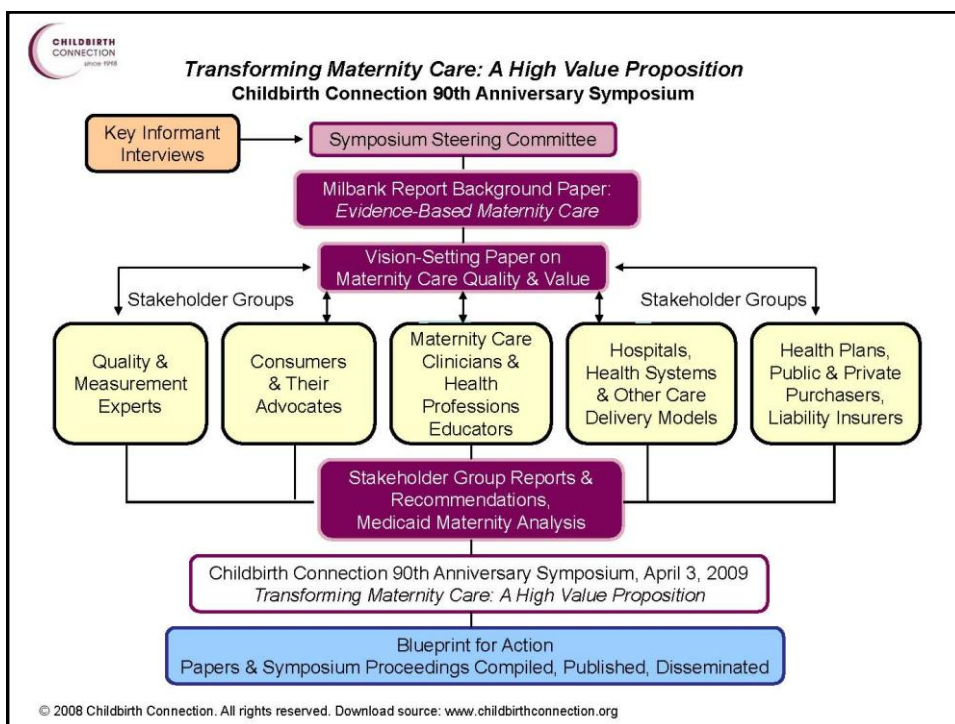 CHILDBIRTH
CONNECTION
since 1918
Transforming Maternity Care: A High Value Proposition
Childbirth Connection 90th Anniversary Symposium
Key Informant
Interviews
Symposium Steering Committee
Milbank Report Background Paper:
Evidence-Based Maternity Care
Vision-Setting Paper on
Maternity Care Quality & Value
Stakeholder Groups
Stakeholder Groups
Quality &
Measurement
Experts
Consumers
& Their
Advocates
Maternity Care
Clinicians &
Health
Professions
Educators
Hospitals,
Health Systems
& Other Care
Delivery Models
Health Plans,
Public & Private
Purchasers,
Liability Insurers
Stakeholder Group Reports &
Recommendations,
Medicaid Maternity Analysis
Childbirth Connection 90th Anniversary Symposium, April 3, 2009
Transforming Maternity Care: A High Value Proposition
Blueprint for Action
Papers & Symposium Proceedings Compiled, Published, Disseminated
© 2008 Childbirth Connection. All rights reserved. Download source: www.childbirthconnection.org